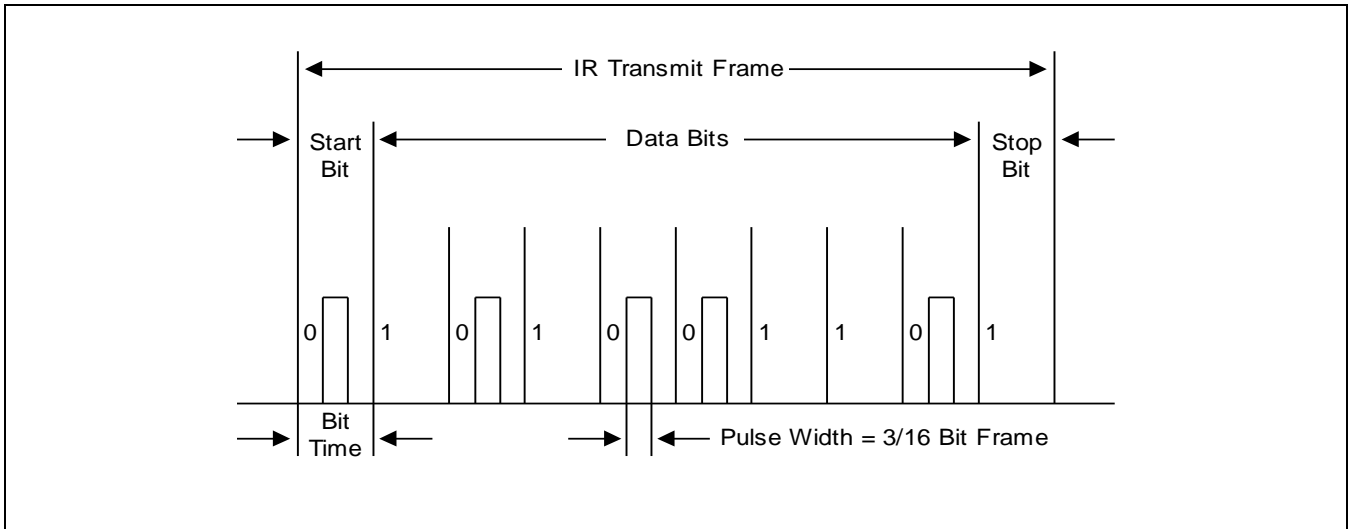 IR Transmit Frame
Start
Bit
Data Bits
Stop
Bit
0 1 0 1 0 0 1 1 0 1
Bit
Time
Pulse Width = 3/16 Bit Frame